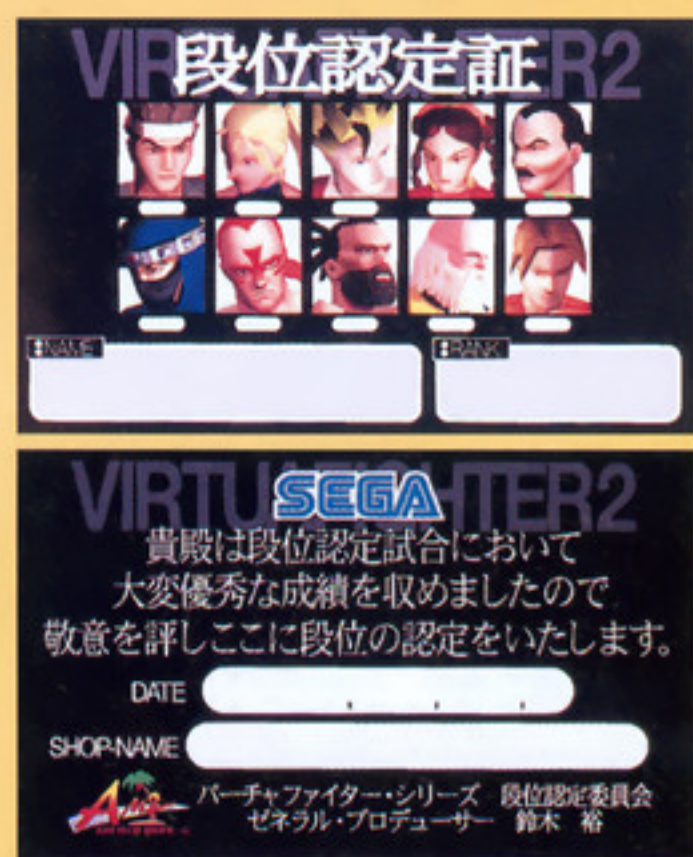 VIRTUA FIGHTER2
段位認定証
NAME
RANK
VIRTUA FIGHTER2
SEGA
貴殿は段位認定試合において
大変優秀な成績を収めましたので
敬意を評しここに段位の認定をいたします。
DATE
SHOP-NAME
バーチャファイター・シリーズ 段位認定委員会
ゼネラル・プロデューサー 鈴木 裕